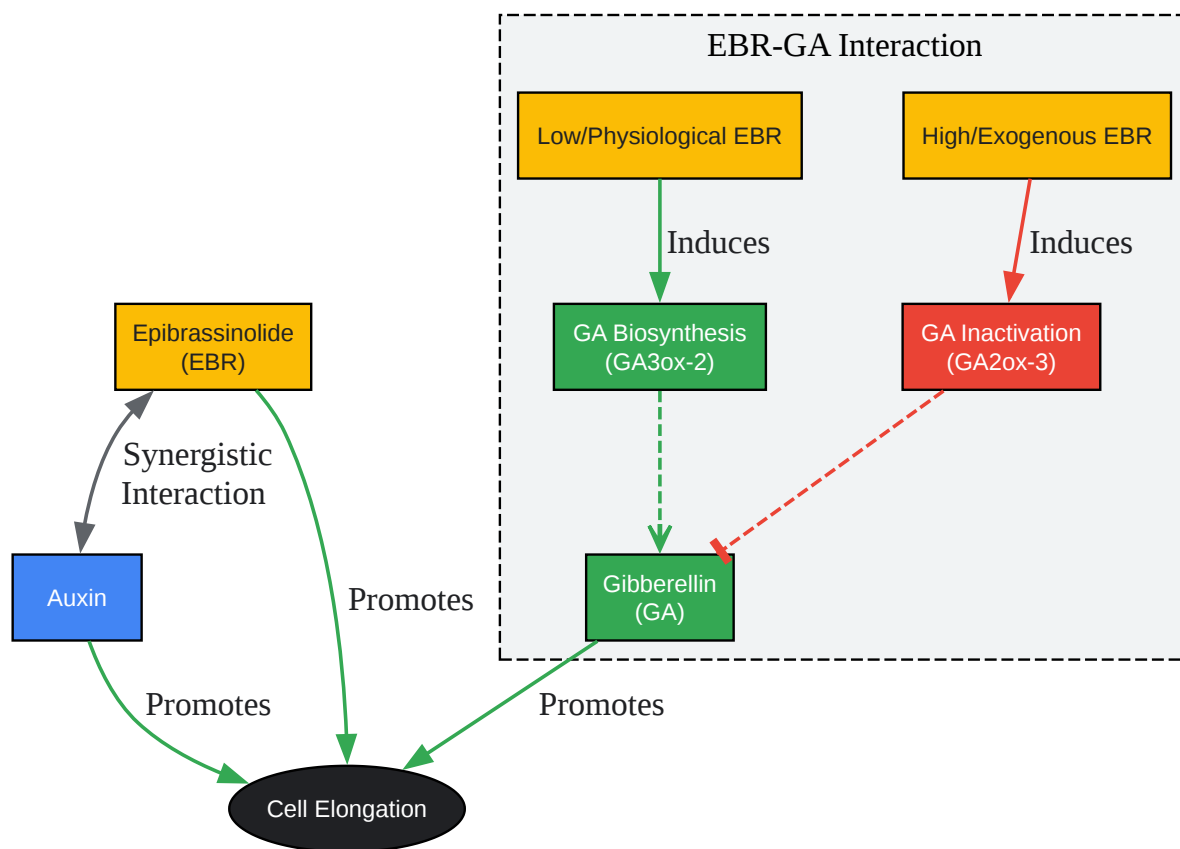 EBR-GA Interaction
Low/Physiological EBR
High/Exogenous EBR
Induces
Induces
Epibrassinolide
(EBR)
GA Biosynthesis
(GA3ox-2)
GA Inactivation
(GA2ox-3)
Synergistic
Interaction
Auxin
Promotes
Gibberellin
(GA)
Promotes
Promotes
Cell Elongation